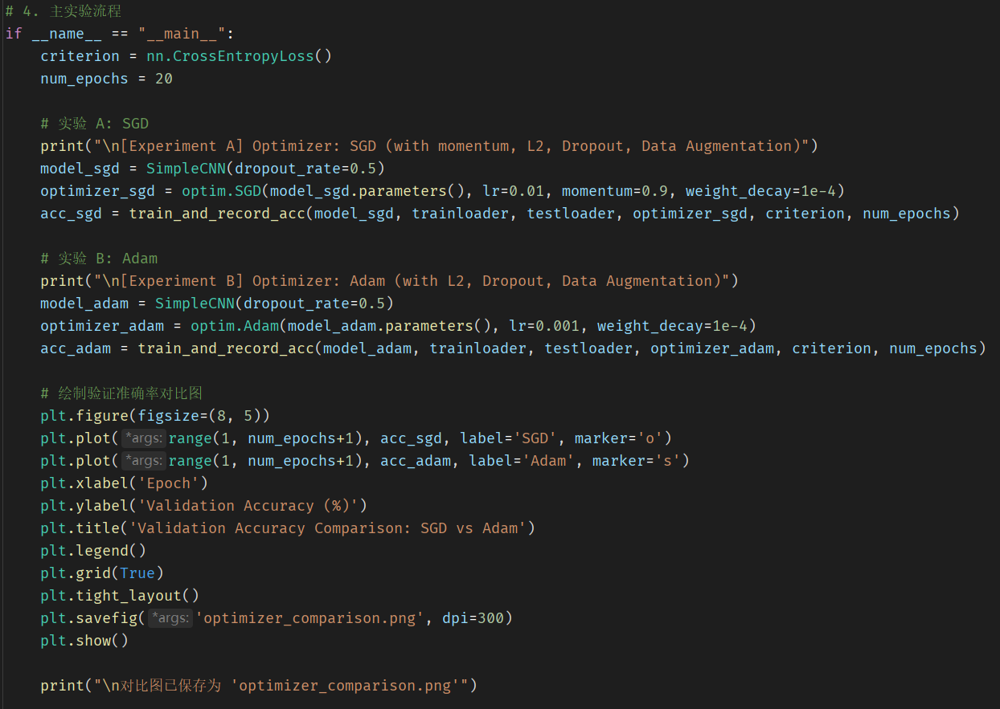 # 4. 主实验流程
if __name__ == "__main__":
    criterion = nn.CrossEntropyLoss()
    num_epochs = 20
    # 实验 A: SGD
    print("\n[Experiment A] Optimizer: SGD (with momentum, L2, Dropout, Data Augmentation)")
    model_sgd = SimpleCNN(dropout_rate=0.5)
    optimizer_sgd = optim.SGD(model_sgd.parameters(), lr=0.01, momentum=0.9, weight_decay=1e-4)
    acc_sgd = train_and_record_acc(model_sgd, trainloader, testloader, optimizer_sgd, criterion, num_epochs)
    # 实验 B: Adam
    print("\n[Experiment B] Optimizer: Adam (with L2, Dropout, Data Augmentation)")
    model_adam = SimpleCNN(dropout_rate=0.5)
    optimizer_adam = optim.Adam(model_adam.parameters(), lr=0.001, weight_decay=1e-4)
    acc_adam = train_and_record_acc(model_adam, trainloader, testloader, optimizer_adam, criterion, num_epochs)
    # 绘制验证准确率对比图
    plt.figure(figsize=(8, 5))
    plt.plot( *args: range(1, num_epochs+1), acc_sgd, label='SGD', marker='o')
    plt.plot( *args: range(1, num_epochs+1), acc_adam, label='Adam', marker='s')
    plt.xlabel('Epoch')
    plt.ylabel('Validation Accuracy (%)')
    plt.title('Validation Accuracy Comparison: SGD vs Adam')
    plt.legend()
    plt.grid(True)
    plt.tight_layout()
    plt.savefig( *args: 'optimizer_comparison.png', dpi=300)
    plt.show()
    print("\n对比图已保存为 'optimizer_comparison.png'")